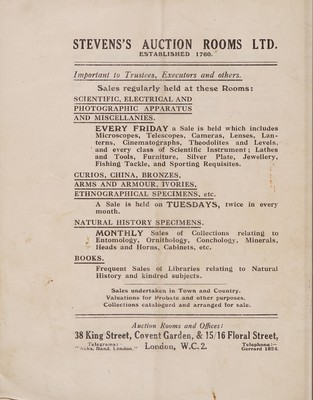 STEVENS'S AUCTION ROOMS LTD.
ESTABLISHED 1760.
Important to Trustees, Executors and others.
Sales regularly held at these Rooms:
SCIENTIFIC, ELECTRICAL AND
PHOTOGRAPHIC APPARATUS
AND MISCELLANIES.
EVERY FRIDAY a Sale is held which includes
Microscopes, Telescopes, Cameras, Lenses, Lan-
terns, Cinematographs, Theodolites and Levels,
and every class of Scientific Instrument; Lathes
and Tools, Furniture, Silver Plate, Jewellery,
Fishing Tackle, and Sporting Requisites.
CURIOS, CHINA, BRONZES,
ARMS AND ARMOUR, IVORIES,
ETHNOGRAPHICAL SPECIMENS, etc.
A Sale is held on TUESDAYS, twice in every
month.
NATURAL HISTORY SPECIMENS.
MONTHLY Sales of Collections relating to
Entomology, Ornithology, Conchology, Minerals,
Heads and Horns, Cabinets, etc.
BOOKS.
Frequent Sales of Libraries relating to Natural
History and kindred subjects.
Sales undertaken in Town and Country.
Valuations for Probate and other purposes.
Collections catalogued and arranged for sale.
Auction Rooms and Offices:
38 King Street, Covent Garden, & 15/16 Floral Street,
Telegrams:
London, W.C.2.
Telephone:—
Gerrard 1824.